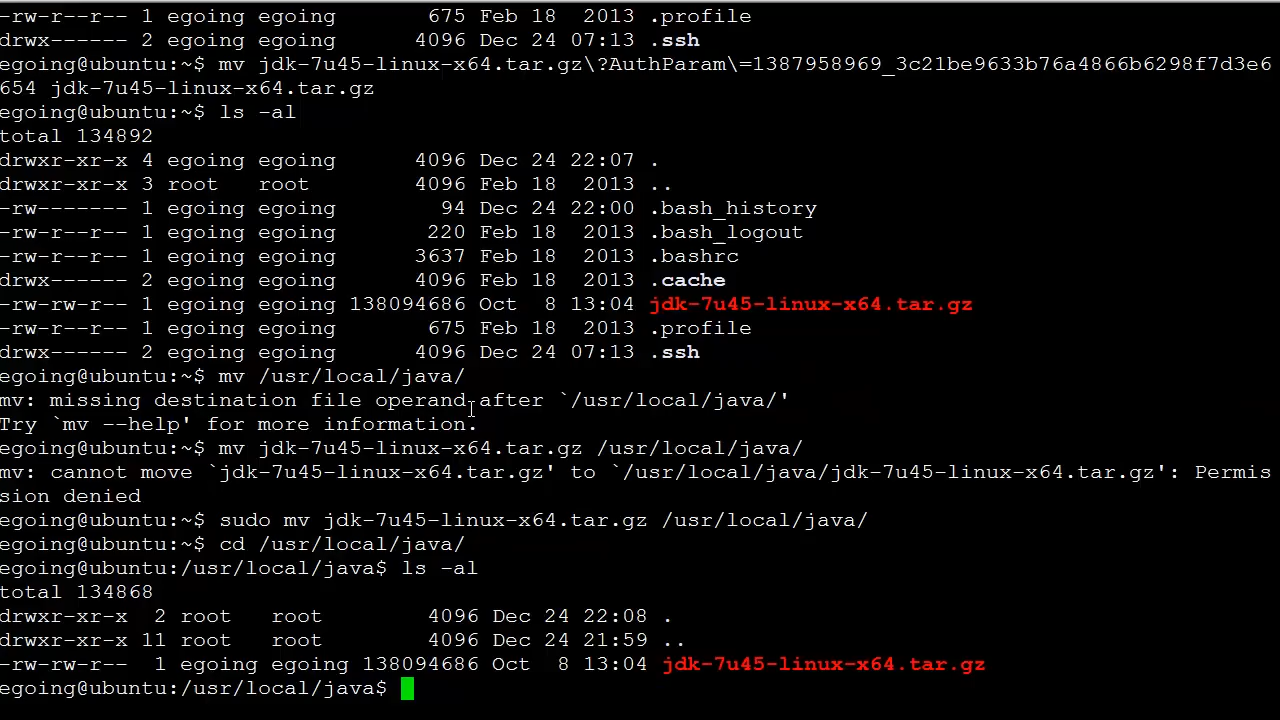 -rw-r--r-- 1 egoing egoing       675 Feb 18  2013 .profile
drwx------ 2 egoing egoing      4096 Dec 24 07:13 .ssh
egoing@ubuntu:~$ mv jdk-7u45-linux-x64.tar.gz\?AuthParam\=1387958969_3c21be9633b76a4866b6298f7d3e6
654 jdk-7u45-linux-x64.tar.gz
egoing@ubuntu:~$ ls -al
total 134892
drwxr-xr-x 4 egoing egoing      4096 Dec 24 22:07 .
drwxr-xr-x 3 root   root        4096 Feb 18  2013 ..
-rw------- 1 egoing egoing        94 Dec 24 22:00 .bash_history
-rw-r--r-- 1 egoing egoing       220 Feb 18  2013 .bash_logout
-rw-r--r-- 1 egoing egoing      3637 Feb 18  2013 .bashrc
drwx------ 2 egoing egoing      4096 Feb 18  2013 .cache
-rw-rw-r-- 1 egoing egoing 138094686 Oct  8 13:04 jdk-7u45-linux-x64.tar.gz
-rw-r--r-- 1 egoing egoing       675 Feb 18  2013 .profile
drwx------ 2 egoing egoing      4096 Dec 24 07:13 .ssh
egoing@ubuntu:~$ mv /usr/local/java/
mv: missing destination file operand after `/usr/local/java/'
Try `mv --help' for more information.
egoing@ubuntu:~$ mv jdk-7u45-linux-x64.tar.gz /usr/local/java/
mv: cannot move `jdk-7u45-linux-x64.tar.gz' to `/usr/local/java/jdk-7u45-linux-x64.tar.gz': Permis
sion denied
egoing@ubuntu:~$ sudo mv jdk-7u45-linux-x64.tar.gz /usr/local/java/
egoing@ubuntu:~$ cd /usr/local/java/
egoing@ubuntu:/usr/local/java$ ls -al
total 134868
drwxr-xr-x  2 root   root        4096 Dec 24 22:08 .
drwxr-xr-x 11 root   root        4096 Dec 24 21:59 ..
-rw-rw-r--  1 egoing egoing 138094686 Oct  8 13:04 jdk-7u45-linux-x64.tar.gz
egoing@ubuntu:/usr/local/java$